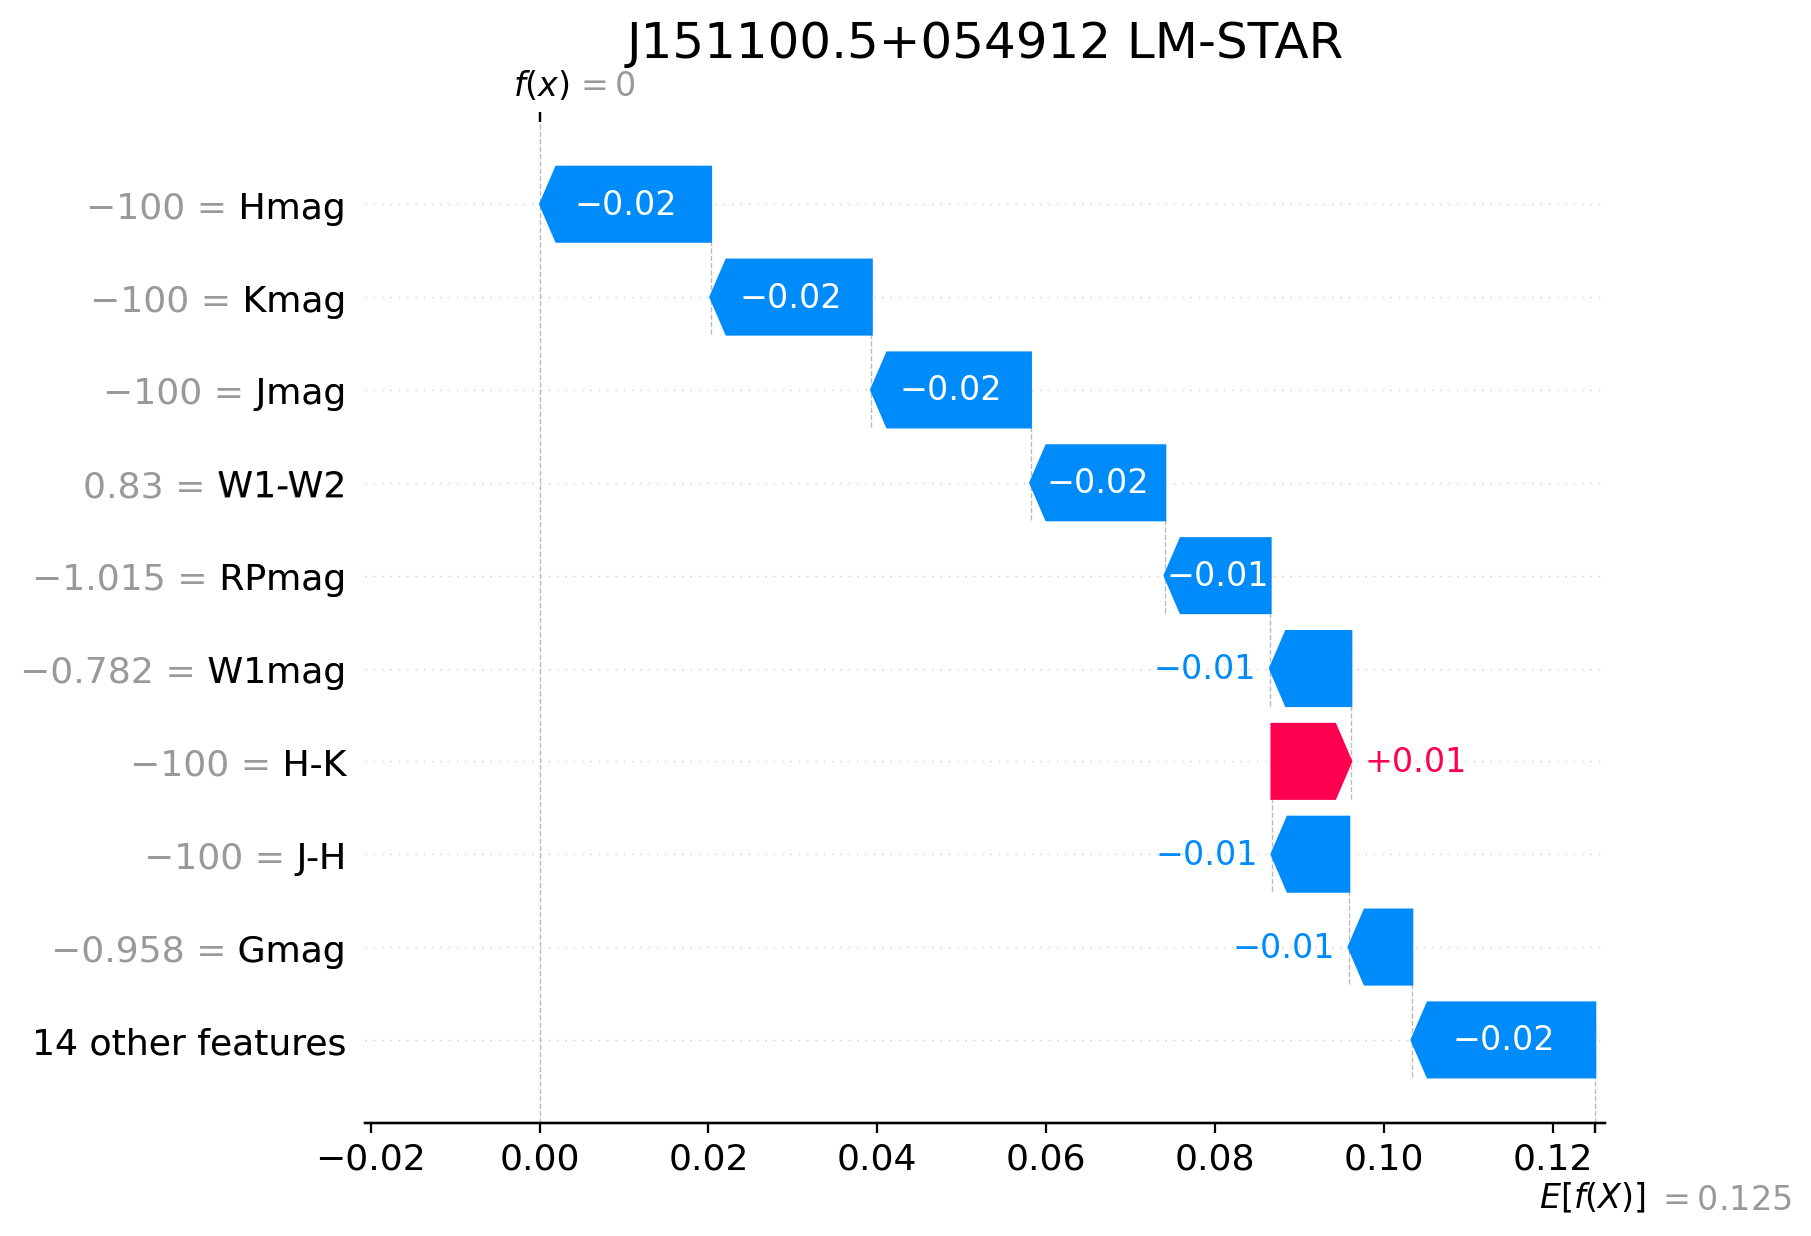 J151100.5+054912 LM-STAR
f(x) = 0
−100 = Hmag −0.02
−100 = Kmag −0.02
−100 = Jmag −0.02
0.83 = W1-W2 −0.02
−1.015 = RPmag −0.01
−0.782 = W1mag −0.01
−100 = H-K +0.01
−100 = J-H −0.01
−0.958 = Gmag −0.01
14 other features −0.02
−0.02 0.00 0.02 0.04 0.06 0.08 0.10 0.12
E[f(X)] = 0.125